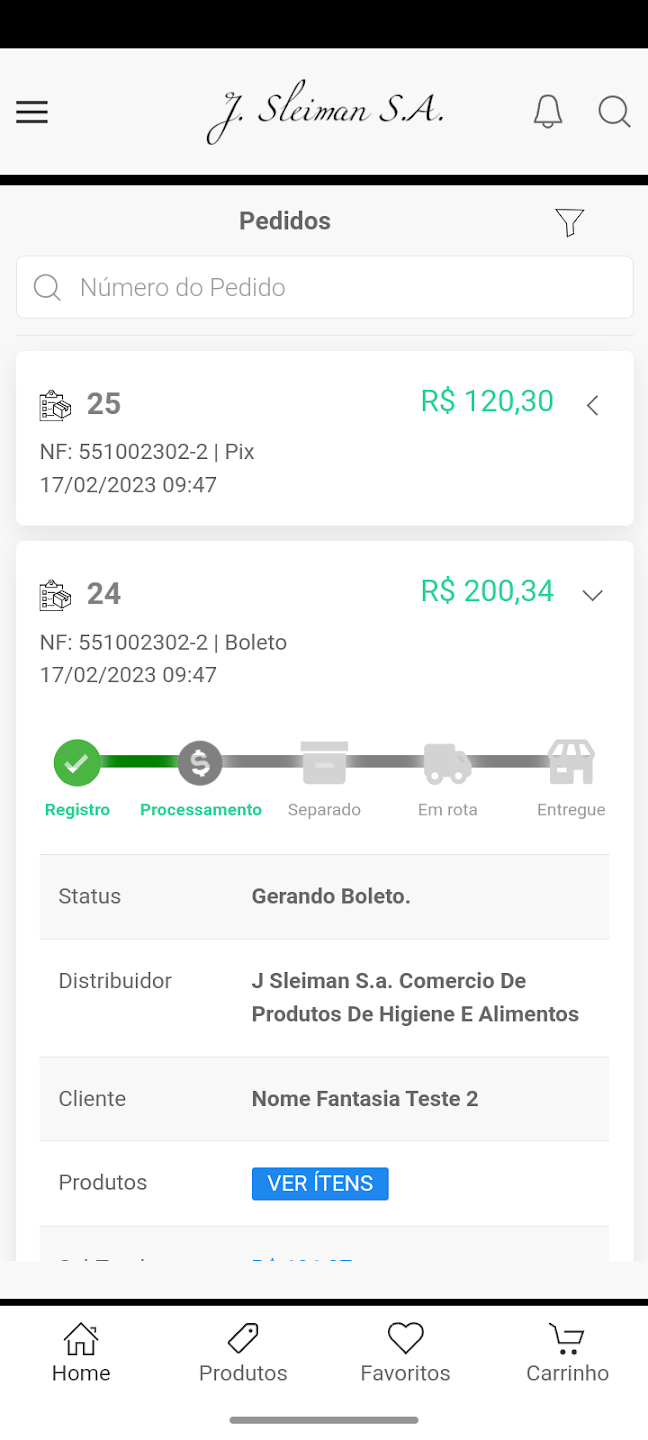 J. Sleiman S.A.
Pedidos
Número do Pedido
25
R$ 120,30
NF: 551002302-2 | Pix
17/02/2023 09:47
24
R$ 200,34
NF: 551002302-2 | Boleto
17/02/2023 09:47
$
Registro Processamento Separado Em rota Entregue
Status Gerando Boleto.
Distribuidor J Sleiman S.a. Comercio De
Produtos De Higiene E Alimentos
Cliente Nome Fantasia Teste 2
Produtos VER ÍTENS
Home Produtos Favoritos Carrinho